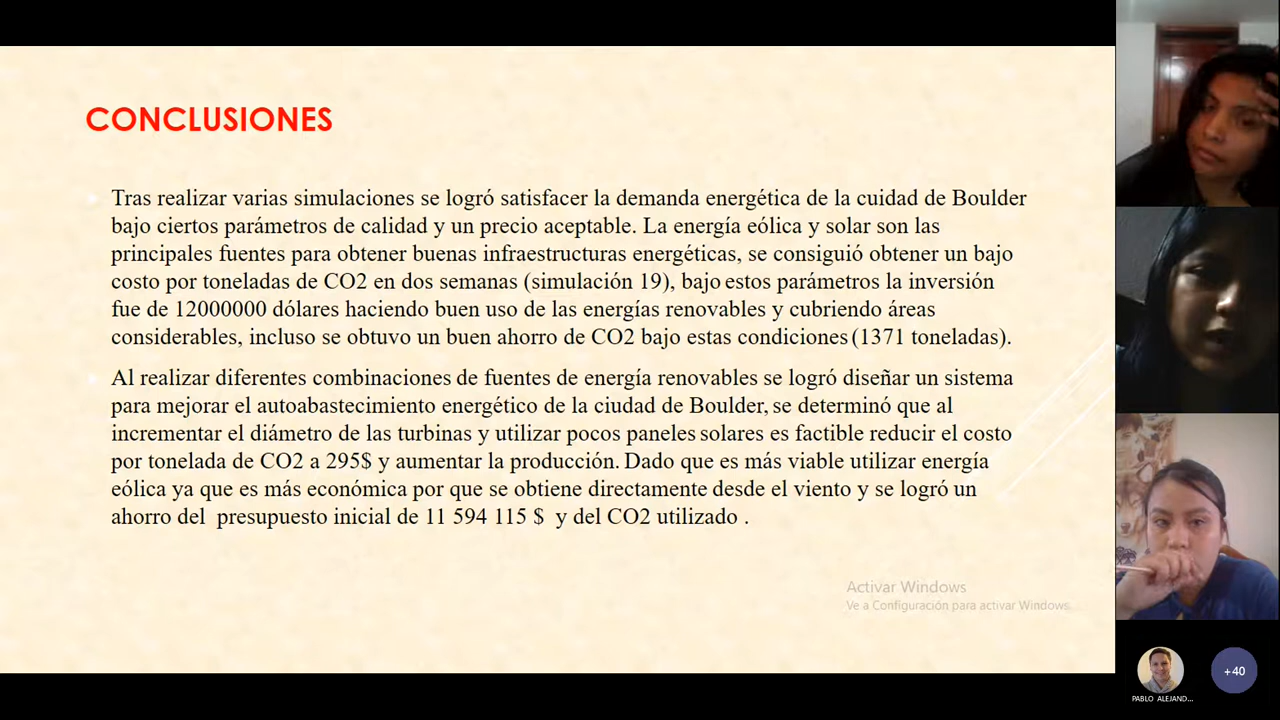 CONCLUSIONES
Tras realizar varias simulaciones se logró satisfacer la demanda energética de la cuidad de Boulder
bajo ciertos parámetros de calidad y un precio aceptable. La energía eólica y solar son las
principales fuentes para obtener buenas infraestructuras energéticas, se consiguió obtener un bajo
costo por toneladas de CO2 en dos semanas (simulación 19), bajo estos parámetros la inversión
fue de 12000000 dólares haciendo buen uso de las energías renovables y cubriendo áreas
considerables, incluso se obtuvo un buen ahorro de CO2 bajo estas condiciones (1371 toneladas).
Al realizar diferentes combinaciones de fuentes de energía renovables se logró diseñar un sistema
para mejorar el autoabastecimiento energético de la ciudad de Boulder, se determinó que al
incrementar el diámetro de las turbinas y utilizar pocos paneles solares es factible reducir el costo
por tonelada de CO2 a 295$ y aumentar la producción. Dado que es más viable utilizar energía
eólica ya que es más económica por que se obtiene directamente desde el viento y se logró un
ahorro del  presupuesto inicial de 11 594 115 $  y del CO2 utilizado .
Activar Windows
Ve a Configuración para activar Windows.
PABLO ALEJAND...
+40